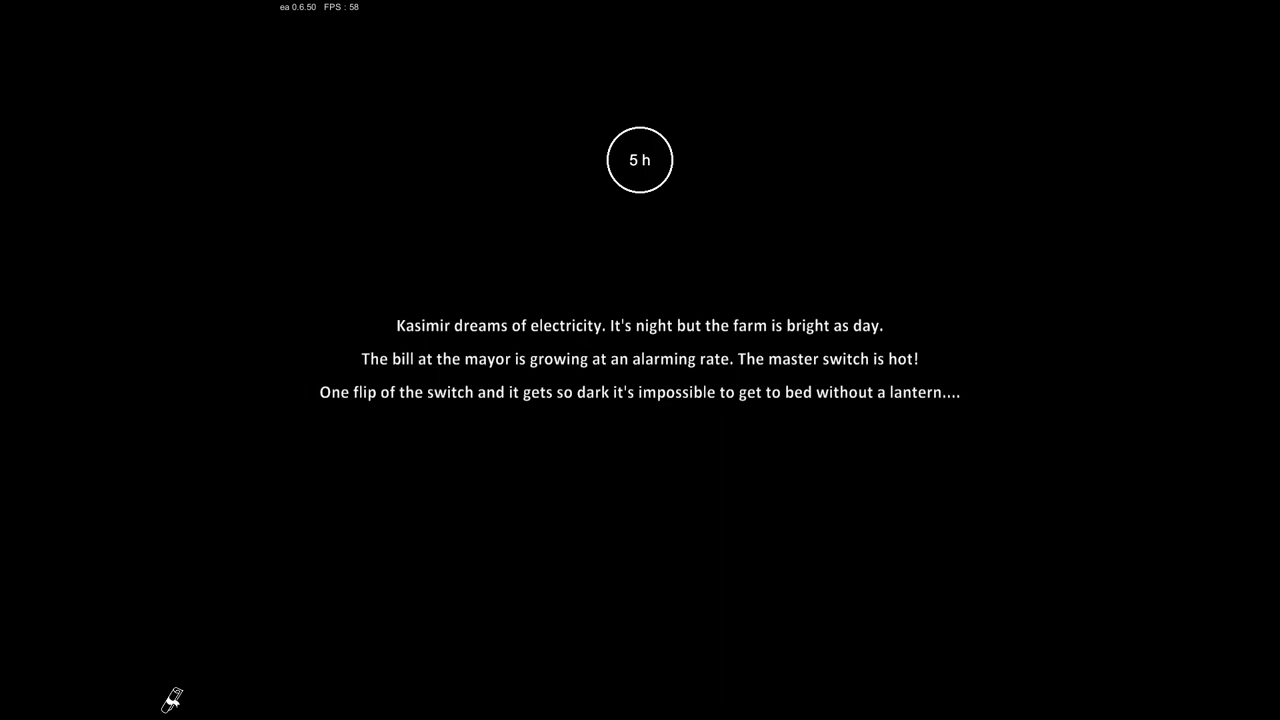 ea 0.6.50 FPS : 58
5 h
Kasimir dreams of electricity. It's night but the farm is bright as day.
The bill at the mayor is growing at an alarming rate. The master switch is hot!
One flip of the switch and it gets so dark it's impossible to get to bed without a lantern....